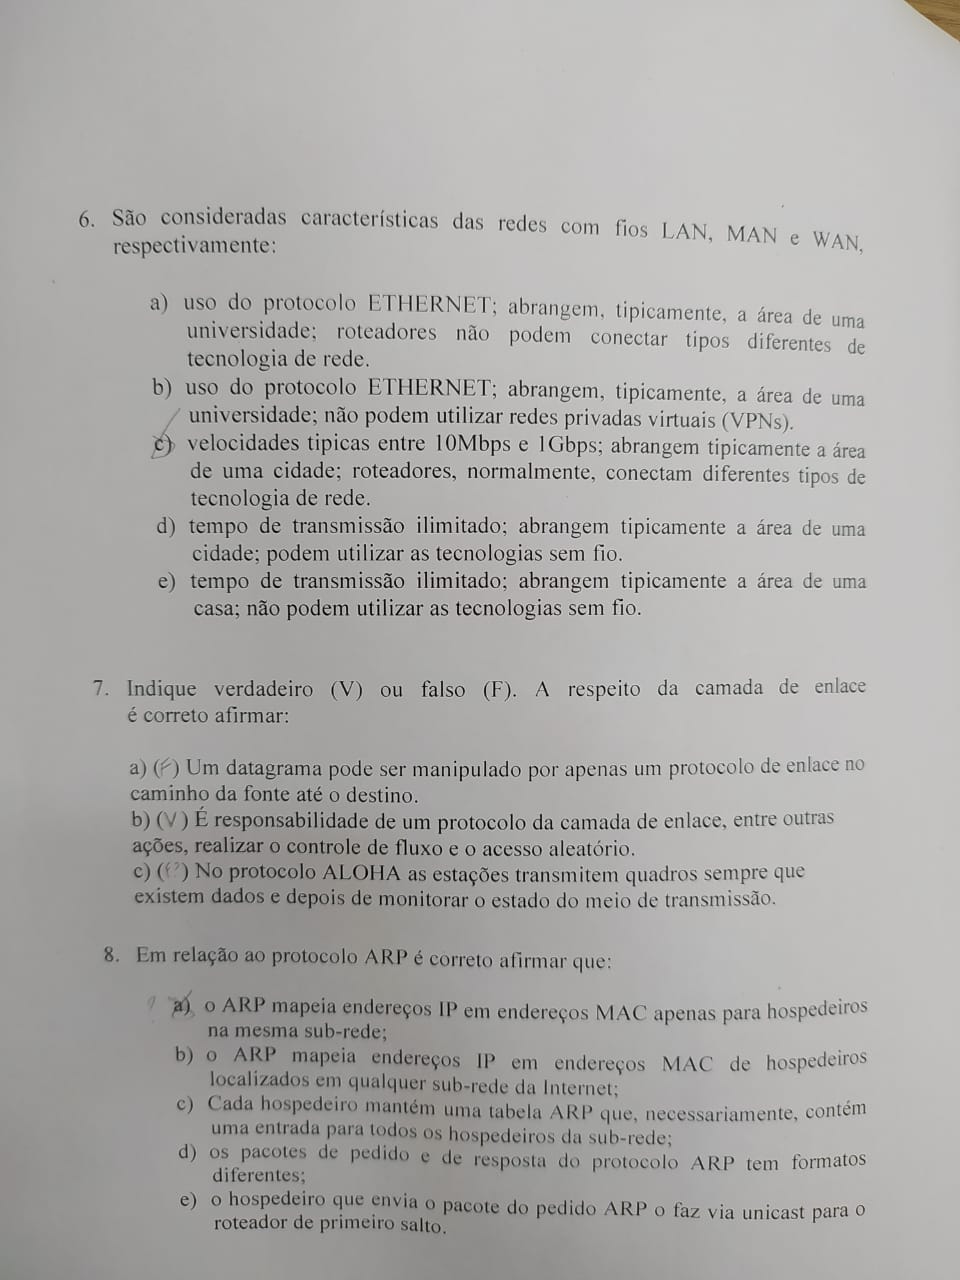 6. São consideradas características das redes com fios LAN, MAN e WAN,
respectivamente:
a) uso do protocolo ETHERNET; abrangem, tipicamente, a área de uma
universidade; roteadores não podem conectar tipos diferentes de
tecnologia de rede.
b) uso do protocolo ETHERNET; abrangem, tipicamente, a área de uma
universidade; não podem utilizar redes privadas virtuais (VPNs).
c) velocidades tipicas entre 10Mbps e 1Gbps; abrangem tipicamente a área
de uma cidade; roteadores, normalmente, conectam diferentes tipos de
tecnologia de rede.
d) tempo de transmissão ilimitado; abrangem tipicamente a área de uma
cidade; podem utilizar as tecnologias sem fio.
e) tempo de transmissão ilimitado; abrangem tipicamente a área de uma
casa; não podem utilizar as tecnologias sem fio.
7. Indique verdadeiro (V) ou falso (F). A respeito da camada de enlace
é correto afirmar:
a) (F) Um datagrama pode ser manipulado por apenas um protocolo de enlace no
caminho da fonte até o destino.
b) (V) É responsabilidade de um protocolo da camada de enlace, entre outras
ações, realizar o controle de fluxo e o acesso aleatório.
c) ( ) No protocolo ALOHA as estações transmitem quadros sempre que
existem dados e depois de monitorar o estado do meio de transmissão.
8. Em relação ao protocolo ARP é correto afirmar que:
a) o ARP mapeia endereços IP em endereços MAC apenas para hospedeiros
na mesma sub-rede;
b) o ARP mapeia endereços IP em endereços MAC de hospedeiros
localizados em qualquer sub-rede da Internet;
c) Cada hospedeiro mantém uma tabela ARP que, necessariamente, contém
uma entrada para todos os hospedeiros da sub-rede;
d) os pacotes de pedido e de resposta do protocolo ARP tem formatos
diferentes;
e) o hospedeiro que envia o pacote do pedido ARP o faz via unicast para o
roteador de primeiro salto.